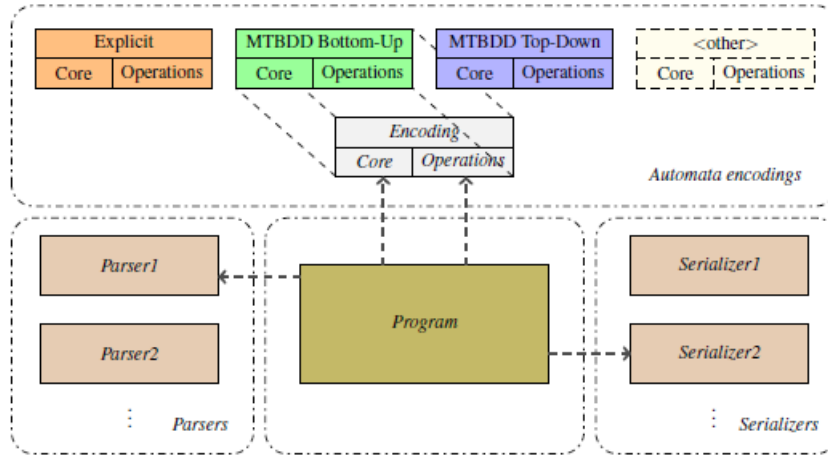 Explicit
Core Operations
MTBDD Bottom-Up
Core Operations
MTBDD Top-Down
Core Operations
<other>
Core Operations
Encoding
Core Operations
Automata encodings
Parser1
Parser2
⋮ Parsers
Program
Serializer1
Serializer2
⋮ Serializers